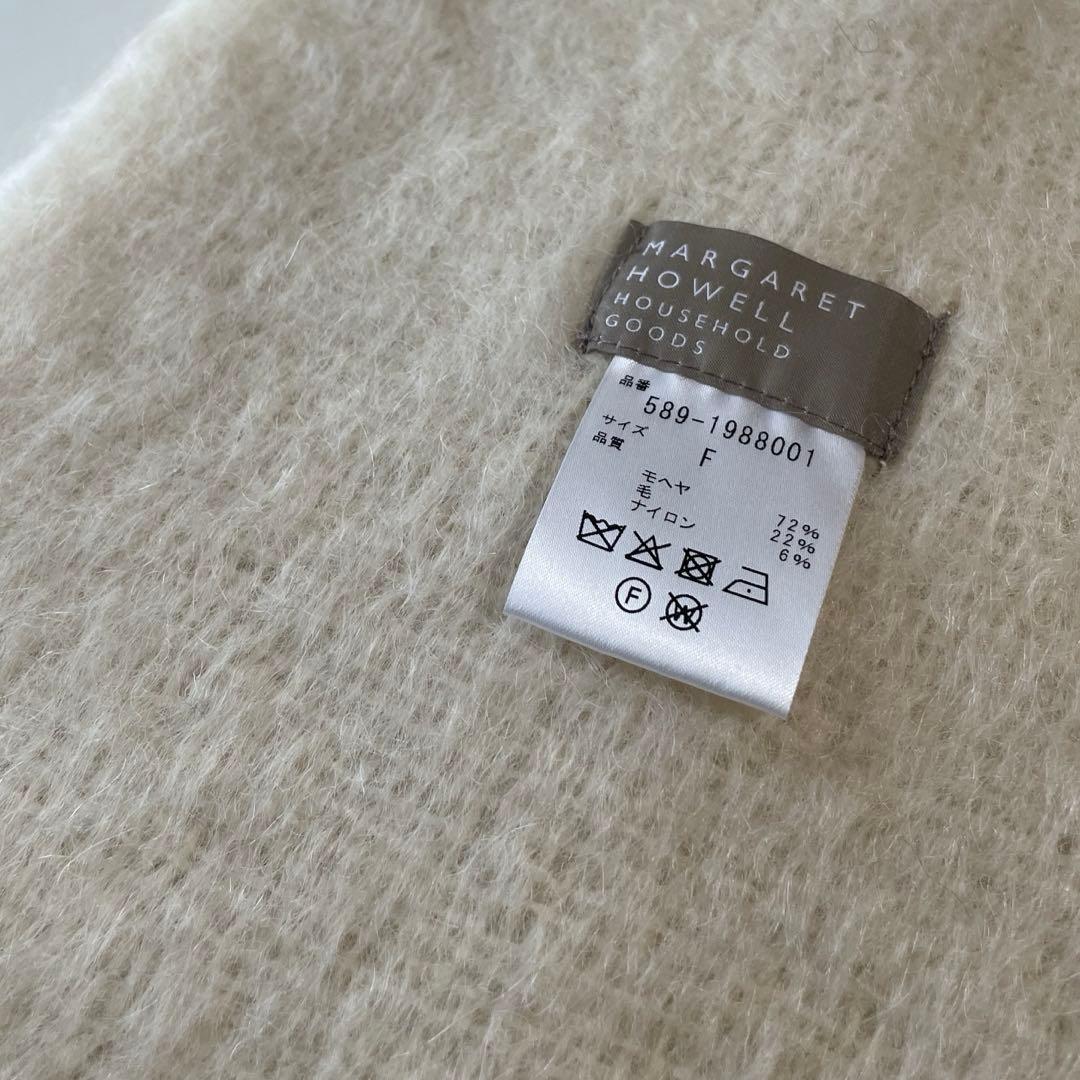 MARGARET
HOWELL
HOUSEHOLD
GOODS
品番
589-1988001
サイズ F
品質
モヘヤ 72%
毛 22%
ナイロン 6%
F
W